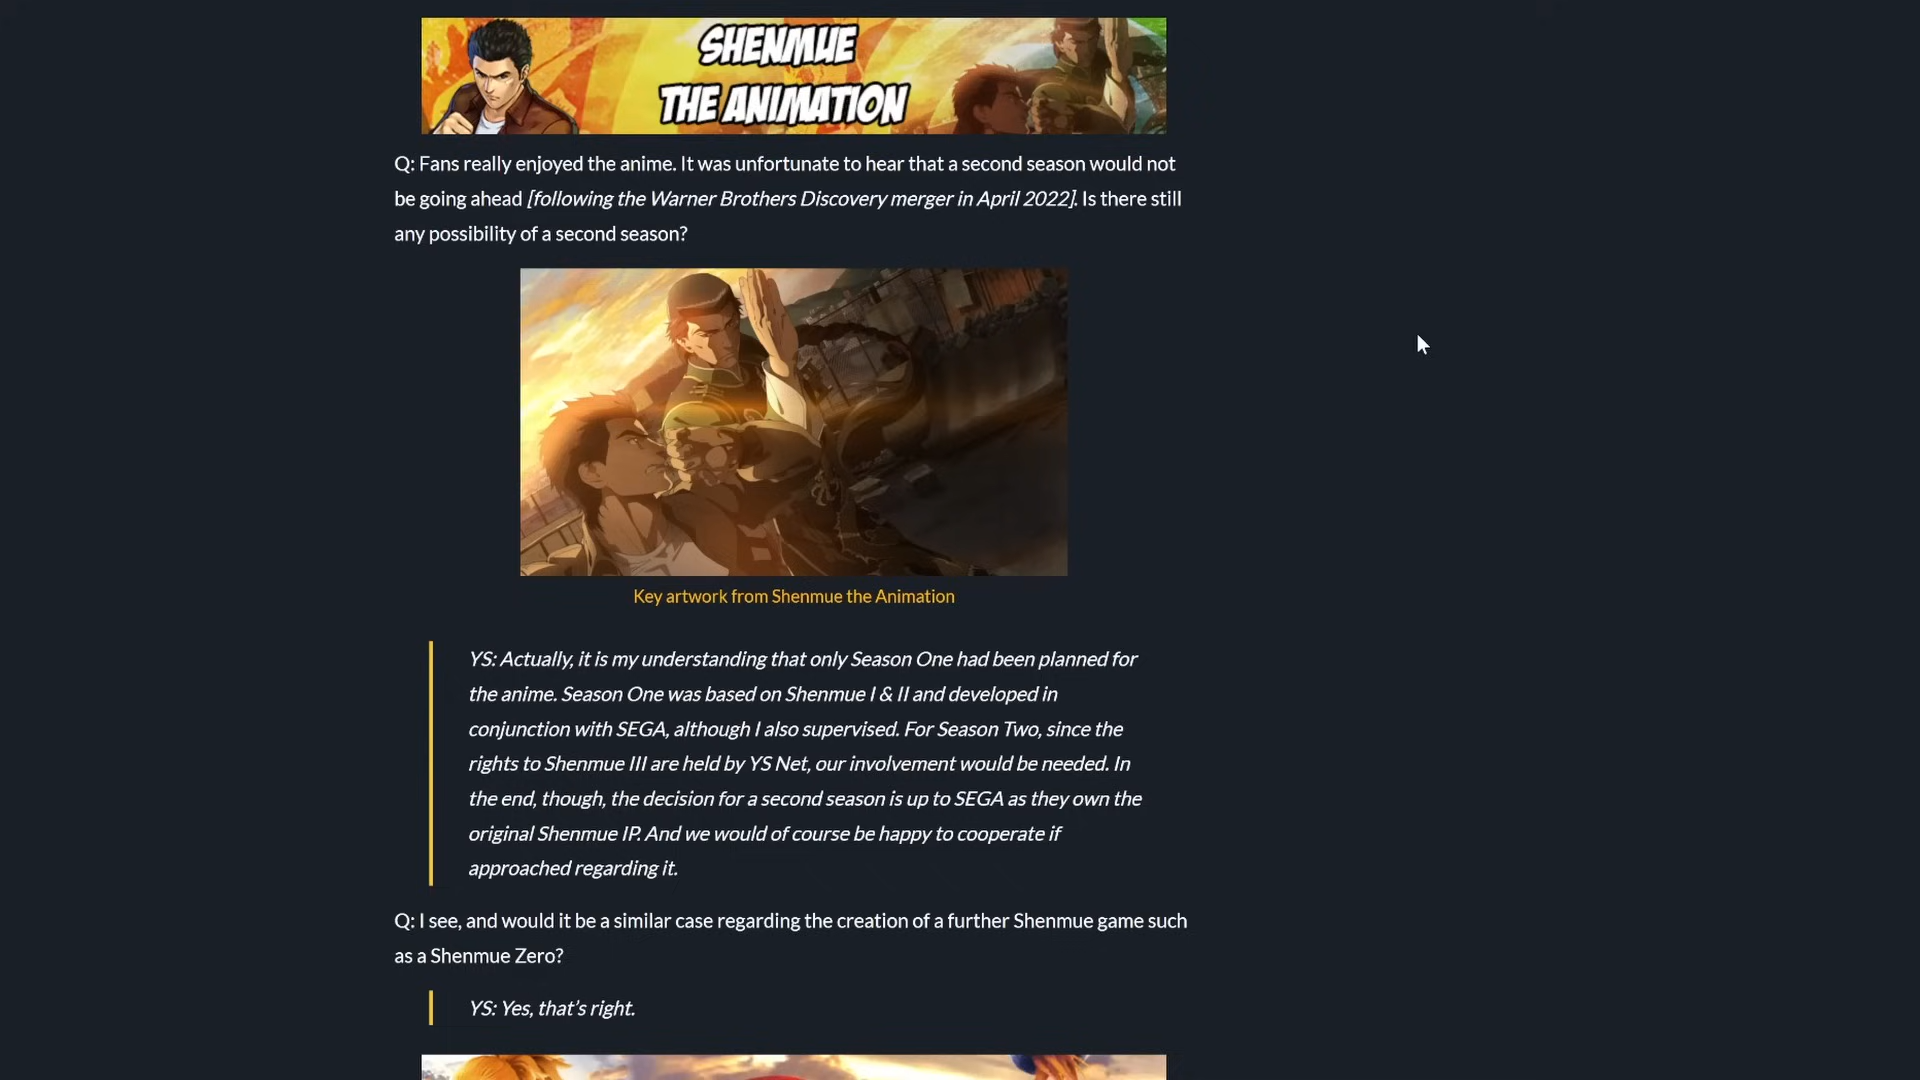 SHENMUE
THE ANIMATION
Q: Fans really enjoyed the anime. It was unfortunate to hear that a second season would not
be going ahead [following the Warner Brothers Discovery merger in April 2022]. Is there still
any possibility of a second season?
Key artwork from Shenmue the Animation
YS: Actually, it is my understanding that only Season One had been planned for
the anime. Season One was based on Shenmue I & II and developed in
conjunction with SEGA, although I also supervised. For Season Two, since the
rights to Shenmue III are held by YS Net, our involvement would be needed. In
the end, though, the decision for a second season is up to SEGA as they own the
original Shenmue IP. And we would of course be happy to cooperate if
approached regarding it.
Q: I see, and would it be a similar case regarding the creation of a further Shenmue game such
as a Shenmue Zero?
YS: Yes, that's right.